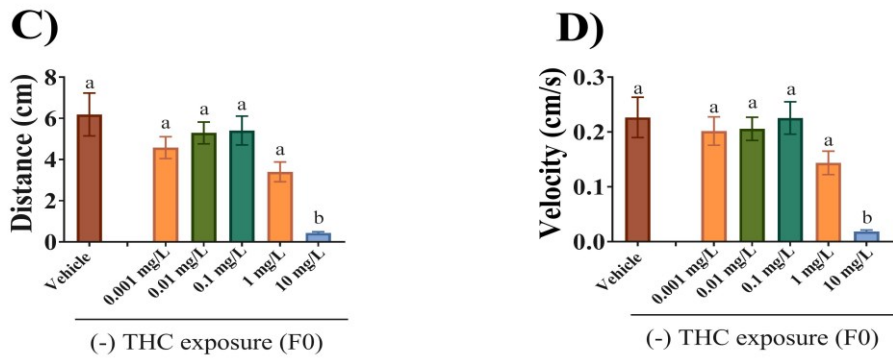 C)
Distance (cm)
8
6
4
2
0
a
a
a
a
a
b
Vehicle
0.001 mg/L
0.01 mg/L
0.1 mg/L
1 mg/L
10 mg/L
(-) THC exposure (F0)
D)
Velocity (cm/s)
0.3
0.2
0.1
0.0
a
a
a
a
a
b
Vehicle
0.001 mg/L
0.01 mg/L
0.1 mg/L
1 mg/L
10 mg/L
(-) THC exposure (F0)